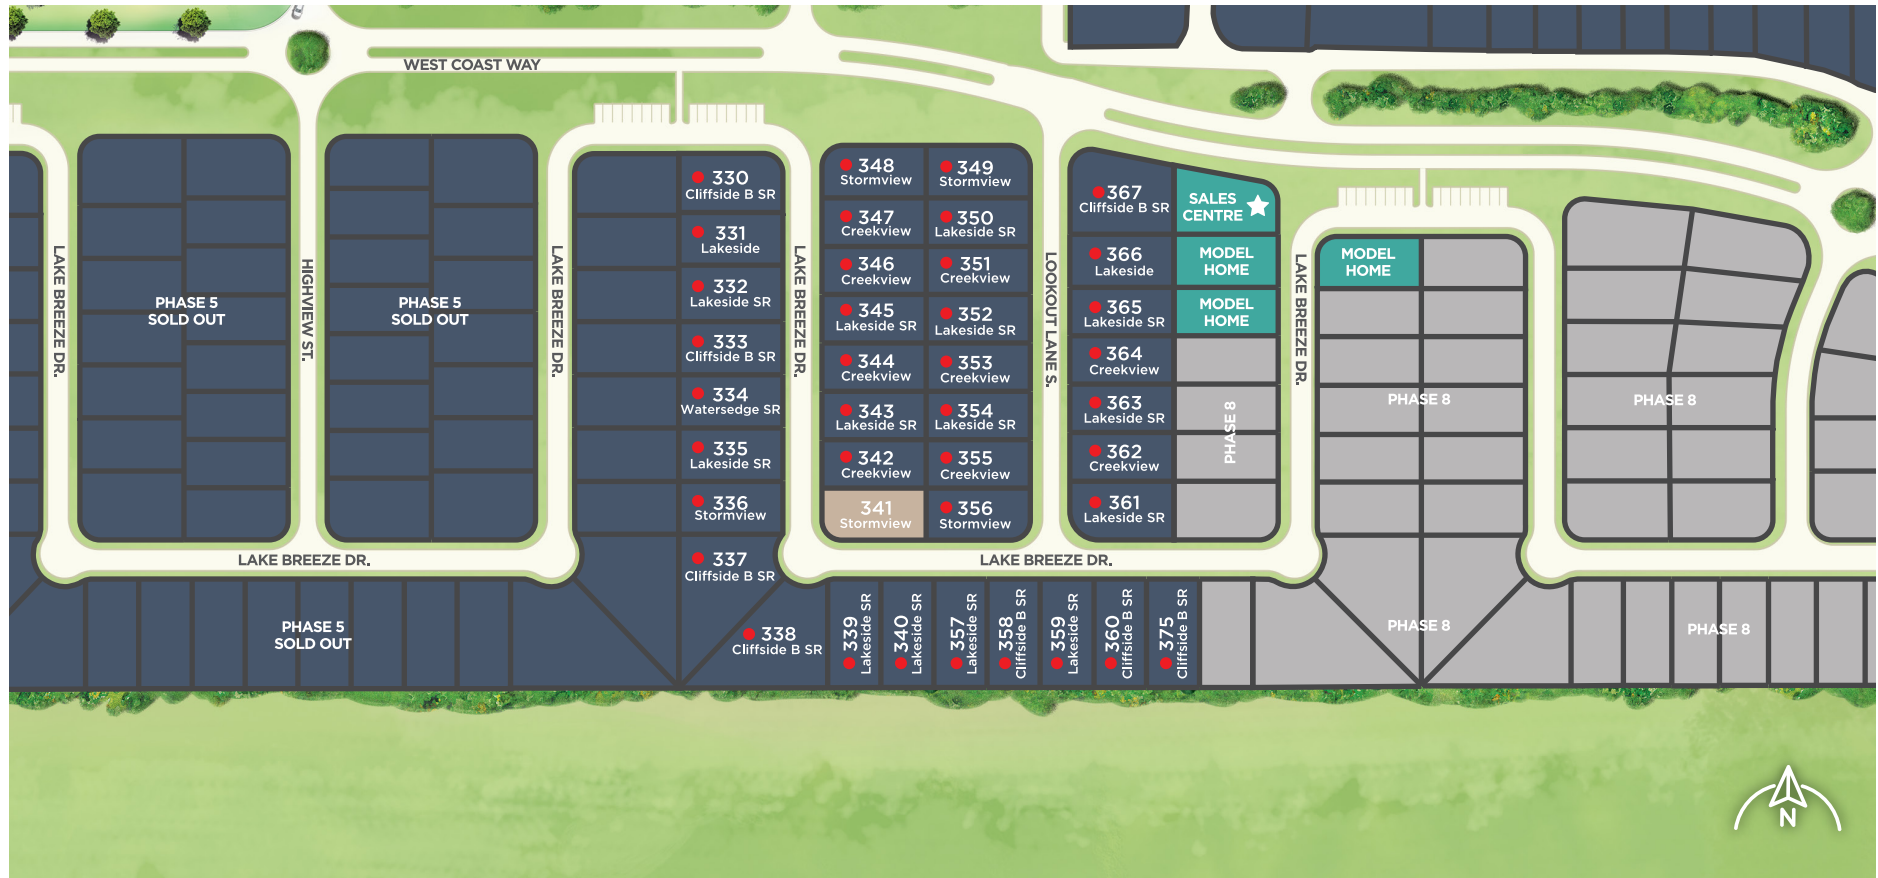 WEST COAST WAY
LAKE BREEZE DR.
PHASE 5
SOLD OUT
HIGHVIEW ST.
PHASE 5
SOLD OUT
LAKE BREEZE DR.
330
Cliffside B SR
331
Lakeside
332
Lakeside SR
333
Cliffside B SR
334
Watersedge SR
335
Lakeside SR
336
Stormview
337
Cliffside B SR
338
Cliffside B SR
LAKE BREEZE DR.
348
Stormview
347
Creekview
346
Creekview
345
Lakeside SR
344
Creekview
343
Lakeside SR
342
Creekview
341
Stormview
349
Stormview
350
Lakeside SR
351
Creekview
352
Lakeside SR
353
Creekview
354
Lakeside SR
355
Creekview
356
Stormview
LOOKOUT LANE S.
367
Cliffside B SR
366
Lakeside
365
Lakeside SR
364
Creekview
363
Lakeside SR
362
Creekview
361
Lakeside SR
SALES
CENTRE
MODEL
HOME
MODEL
HOME
PHASE 8
LAKE BREEZE DR.
MODEL
HOME
PHASE 8
PHASE 8
LAKE BREEZE DR.
LAKE BREEZE DR.
PHASE 5
SOLD OUT
339
Lakeside SR
340
Lakeside SR
357
Lakeside SR
358
Cliffside B SR
359
Lakeside SR
360
Cliffside B SR
375
Cliffside B SR
PHASE 8
PHASE 8
N